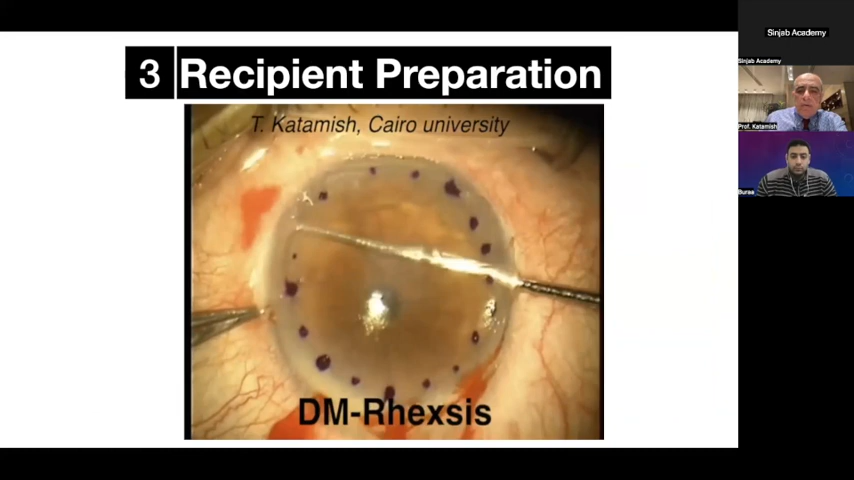 3 Recipient Preparation
T. Katamish, Cairo university
DM-Rhexsis
Sinjab Academy
Sinjab Academy
Prof. Katamish
Buraa